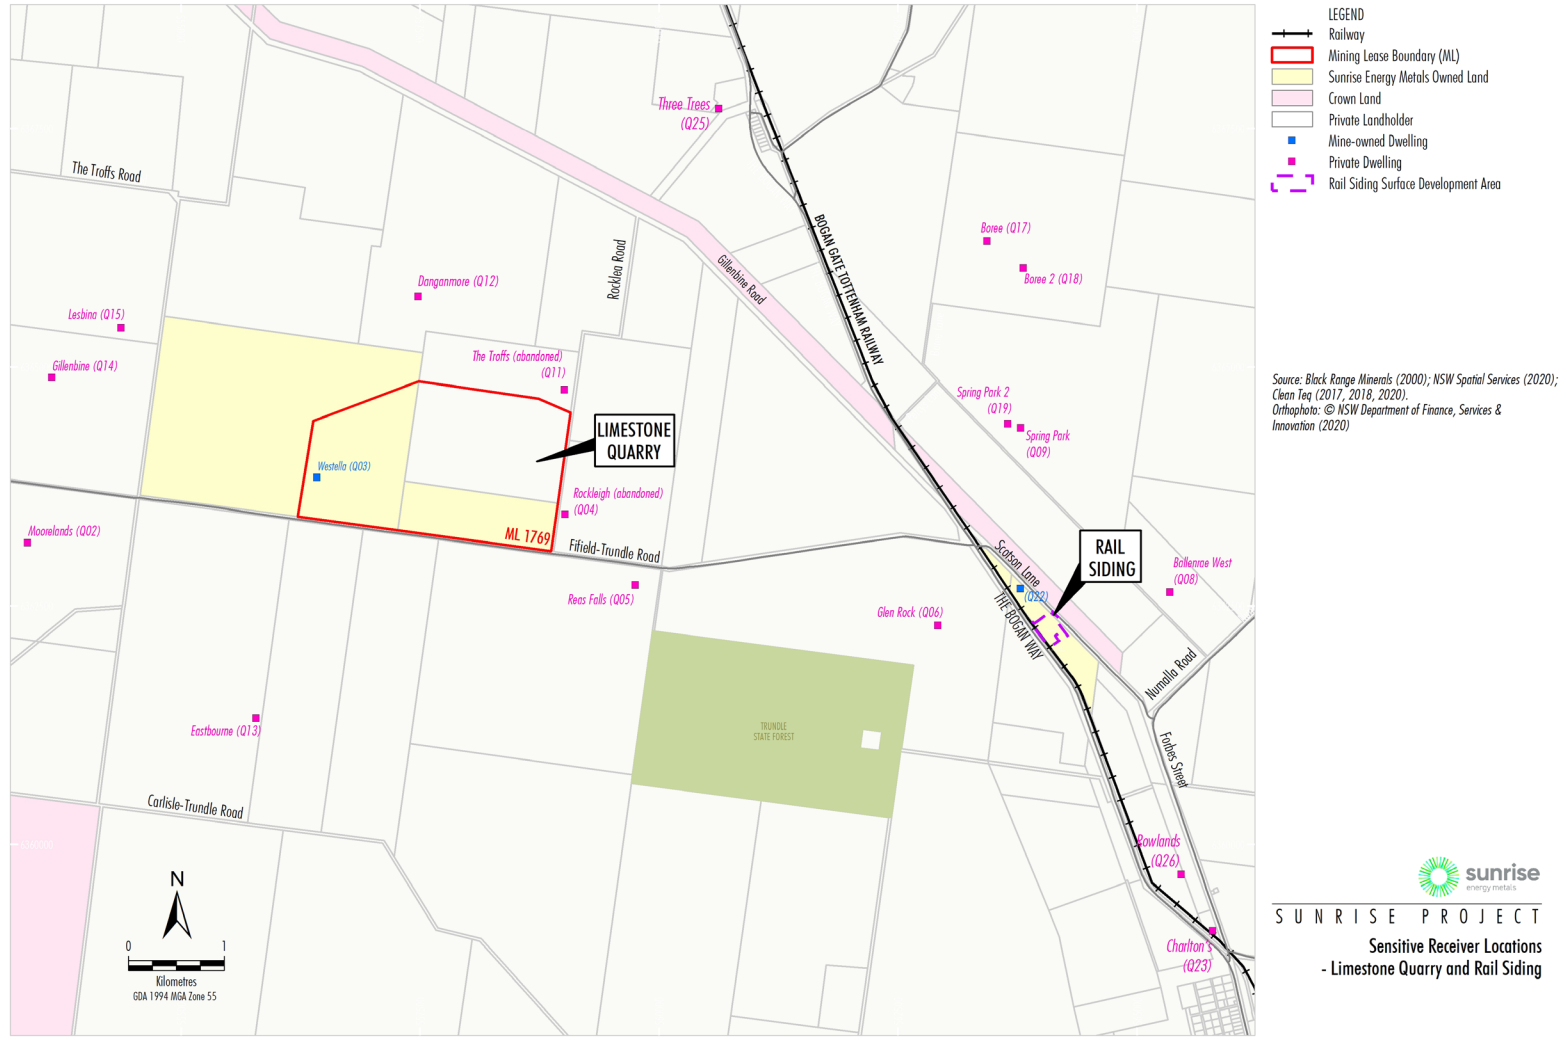 LEGEND
Railway
Mining Lease Boundary (ML)
Sunrise Energy Metals Owned Land
Crown Land
Private Landholder
Mine-owned Dwelling
Private Dwelling
Rail Siding Surface Development Area
Three Trees
(Q25)
The Troffs Road
Boree (Q17)
Boree 2 (Q18)
BOGAN GATE TOTTENHAM RAILWAY
Gillenbine Road
Rocklea Road
Danganmore (Q12)
Lesbina (Q15)
Gillenbine (Q14)
The Troffs (abandoned)
(Q11)
Source: Black Range Minerals (2000); NSW Spatial Services (2020);
Clean Teq (2017, 2018, 2020).
Orthophoto: © NSW Department of Finance, Services &
Innovation (2020)
Spring Park 2
(Q19)
Spring Park
(Q09)
LIMESTONE
QUARRY
Westella (Q03)
Rockleigh (abandoned)
(Q04)
ML 1769
Moorelands (Q02)
Fifield-Trundle Road
RAIL
SIDING
Scotson Lane
Ballenrae West
(Q08)
(Q22)
THE BOGAN WAY
Reas Falls (Q05)
Glen Rock (Q06)
Numalla Road
Eastbourne (Q13)
TRUNDLE
STATE FOREST
Forbes Street
Carlisle-Trundle Road
Rowlands
(Q26)
Charlton's
(Q23)
N
0 1
Kilometres
GDA 1994 MGA Zone 55
sunrise
energy metals
SUNRISE PROJECT
Sensitive Receiver Locations
- Limestone Quarry and Rail Siding